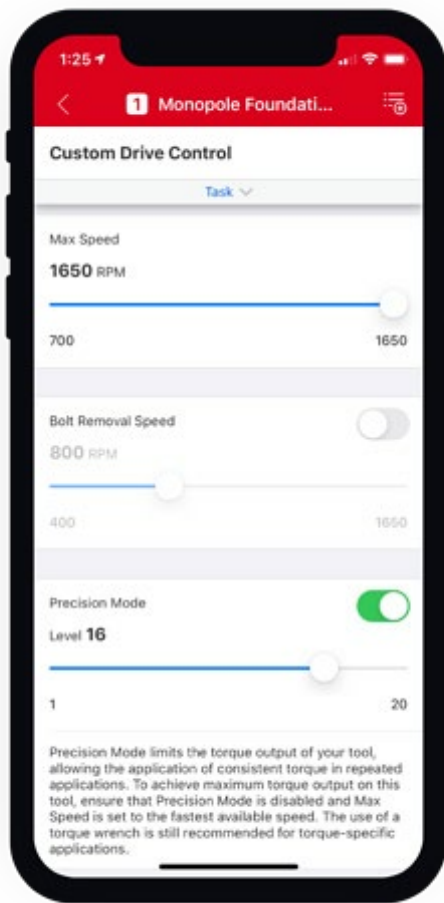 1:25
1 Monopole Foundati...
Custom Drive Control
Task
Max Speed
1650 RPM
700 1650
Bolt Removal Speed
800 RPM
400 1650
Precision Mode
Level 16
1 20
Precision Mode limits the torque output of your tool,
allowing the application of consistent torque in repeated
applications. To achieve maximum torque output on this
tool, ensure that Precision Mode is disabled and Max
Speed is set to the fastest available speed. The use of a
torque wrench is still recommended for torque-specific
applications.